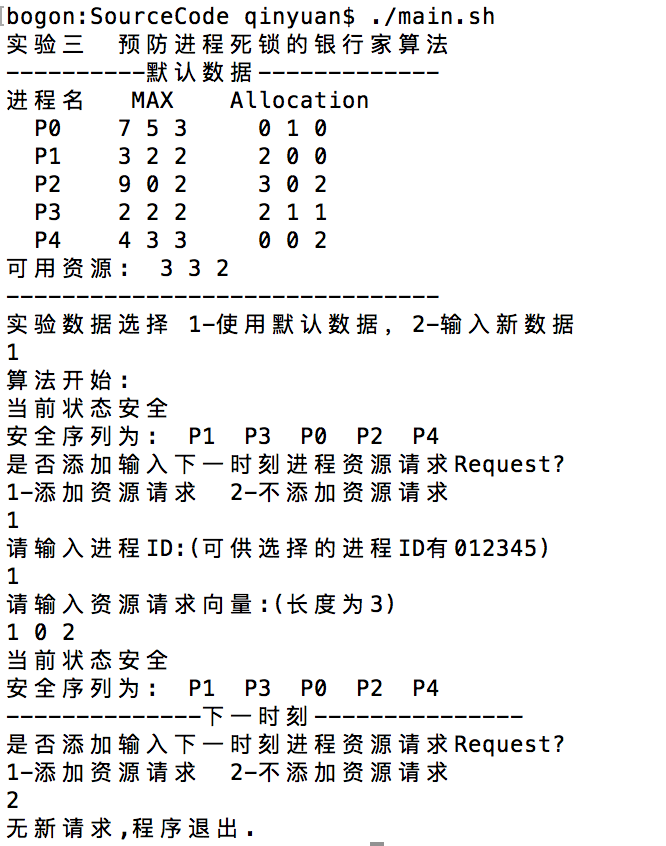 [bogon:SourceCode qinyuan$ ./main.sh
实验三  预防进程死锁的银行家算法
----------默认数据-------------
进程名   MAX    Allocation
  P0    7 5 3     0 1 0
  P1    3 2 2     2 0 0
  P2    9 0 2     3 0 2
  P3    2 2 2     2 1 1
  P4    4 3 3     0 0 2
可用资源:  3 3 2
-------------------------------
实验数据选择 1-使用默认数据, 2-输入新数据
1
算法开始:
当前状态安全
安全序列为:  P1  P3  P0  P2  P4
是否添加输入下一时刻进程资源请求Request?
1-添加资源请求  2-不添加资源请求
1
请输入进程ID:(可供选择的进程ID有012345)
1
请输入资源请求向量:(长度为3)
1 0 2
当前状态安全
安全序列为:  P1  P3  P0  P2  P4
--------------下一时刻---------------
是否添加输入下一时刻进程资源请求Request?
1-添加资源请求  2-不添加资源请求
2
无新请求,程序退出.